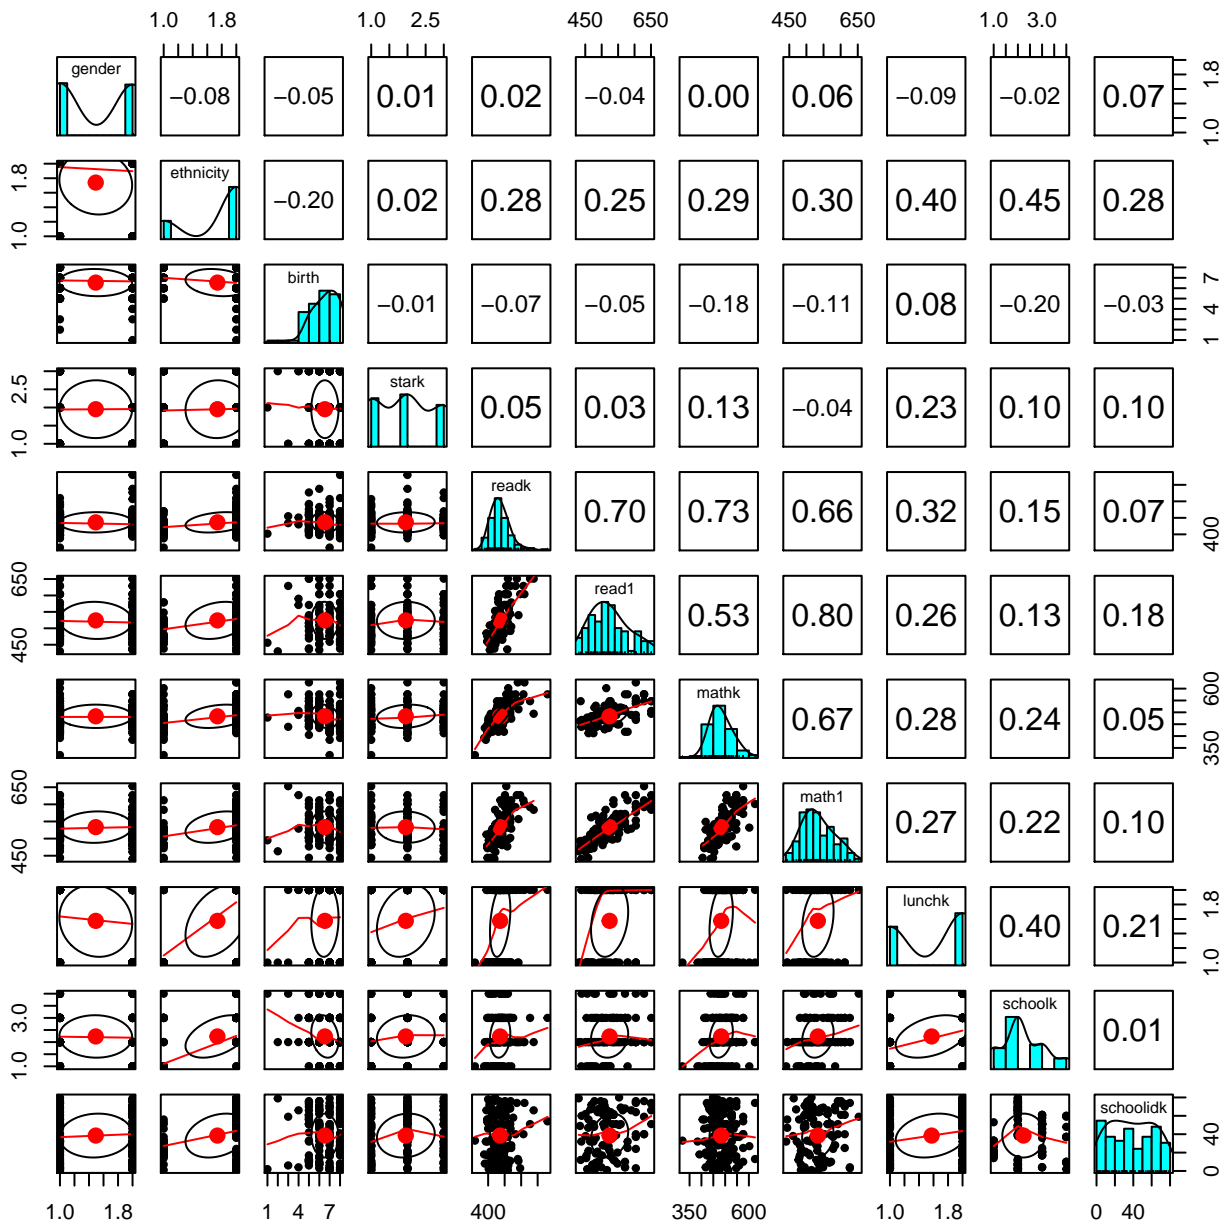 1.0 1.8 1.0 2.5 450 650 450 650 1.0 3.0
gender −0.08 −0.05 0.01 0.02 −0.04 0.00 0.06 −0.09 −0.02 0.07 1.0 1.8
1.0 1.8 ethnicity −0.20 0.02 0.28 0.25 0.29 0.30 0.40 0.45 0.28
birth −0.01 −0.07 −0.05 −0.18 −0.11 0.08 −0.20 −0.03 1 4 7
1.0 2.5 stark 0.05 0.03 0.13 −0.04 0.23 0.10 0.10
readk 0.70 0.73 0.66 0.32 0.15 0.07 400
450 650 read1 0.53 0.80 0.26 0.13 0.18
mathk 0.67 0.28 0.24 0.05 350 600
450 650 math1 0.27 0.22 0.10
lunchk 0.40 0.21 1.0 1.8
1.0 3.0 schoolk 0.01
schoolidk 0 40
1.0 1.8 1 4 7 400 350 600 1.0 1.8 0 40